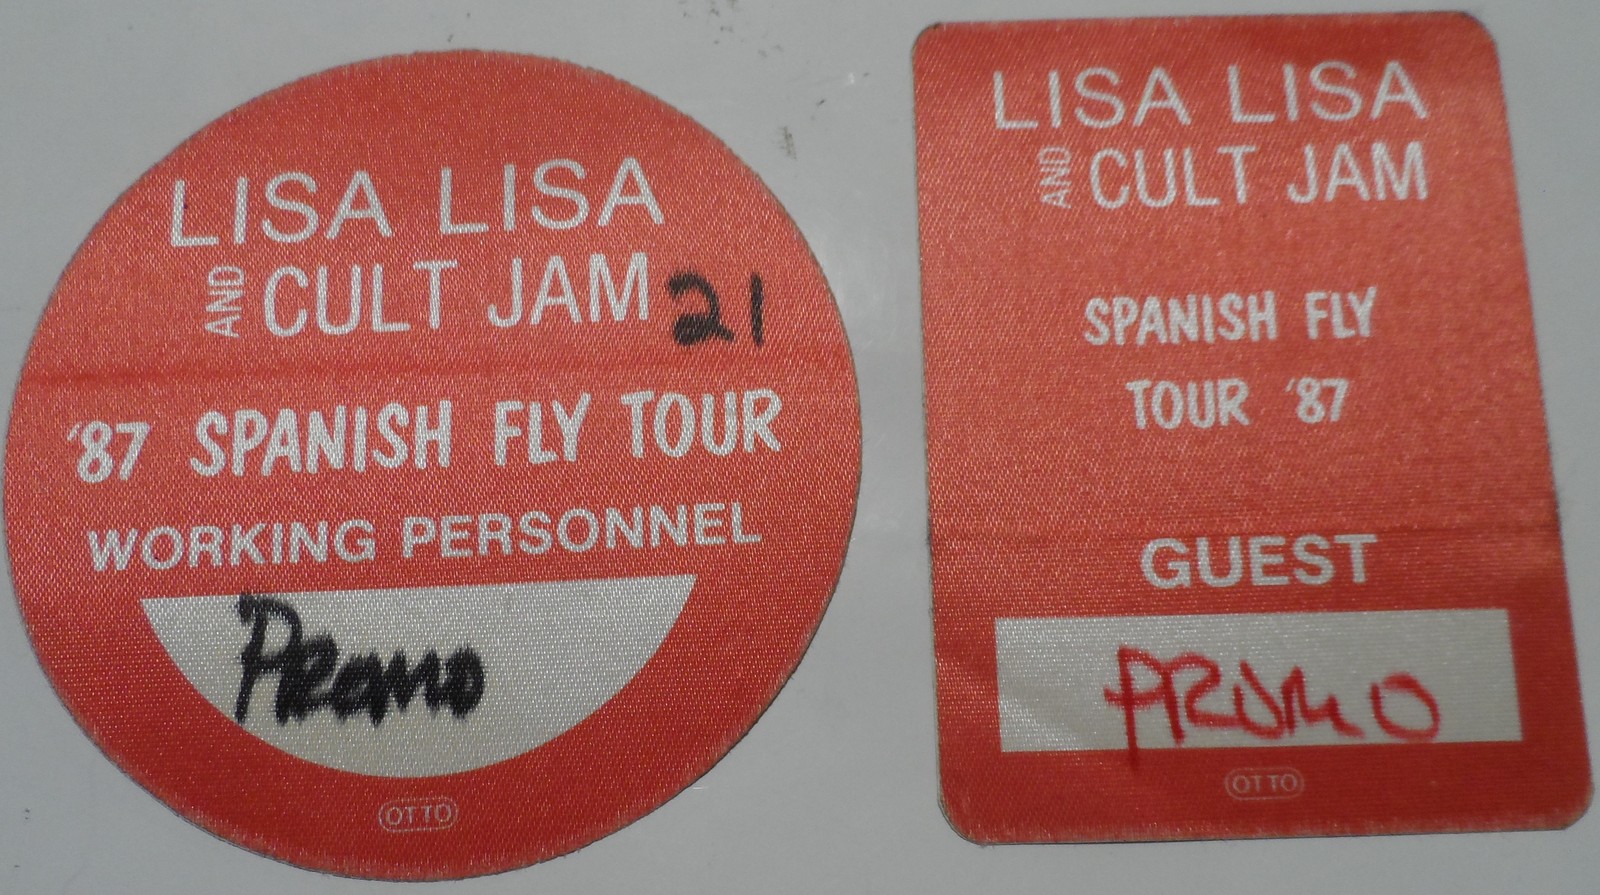 LISA LISA
AND CULT JAM 21
'87 SPANISH FLY TOUR
WORKING PERSONNEL
Promo
OTTO
LISA LISA
AND CULT JAM
SPANISH FLY
TOUR '87
GUEST
PROMO
OTTO